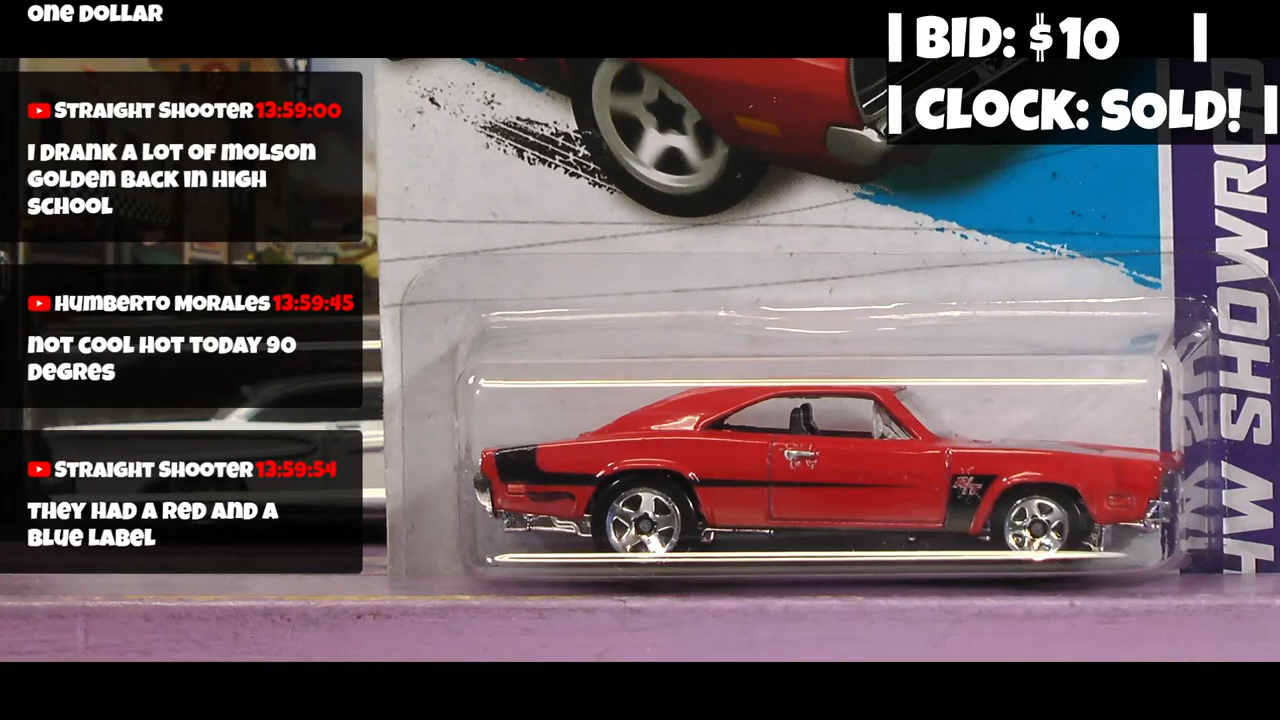 One Dollar
| BID: $10 |
| CLOCK: SOLD! |
Straight Shooter 13:59:00
I drank a lot of molson
golden back in high
school
Humberto Morales 13:59:45
not cool hot today 90
degres
Straight Shooter 13:59:54
They had a red and a
blue label
HW SHOWROO
R/T